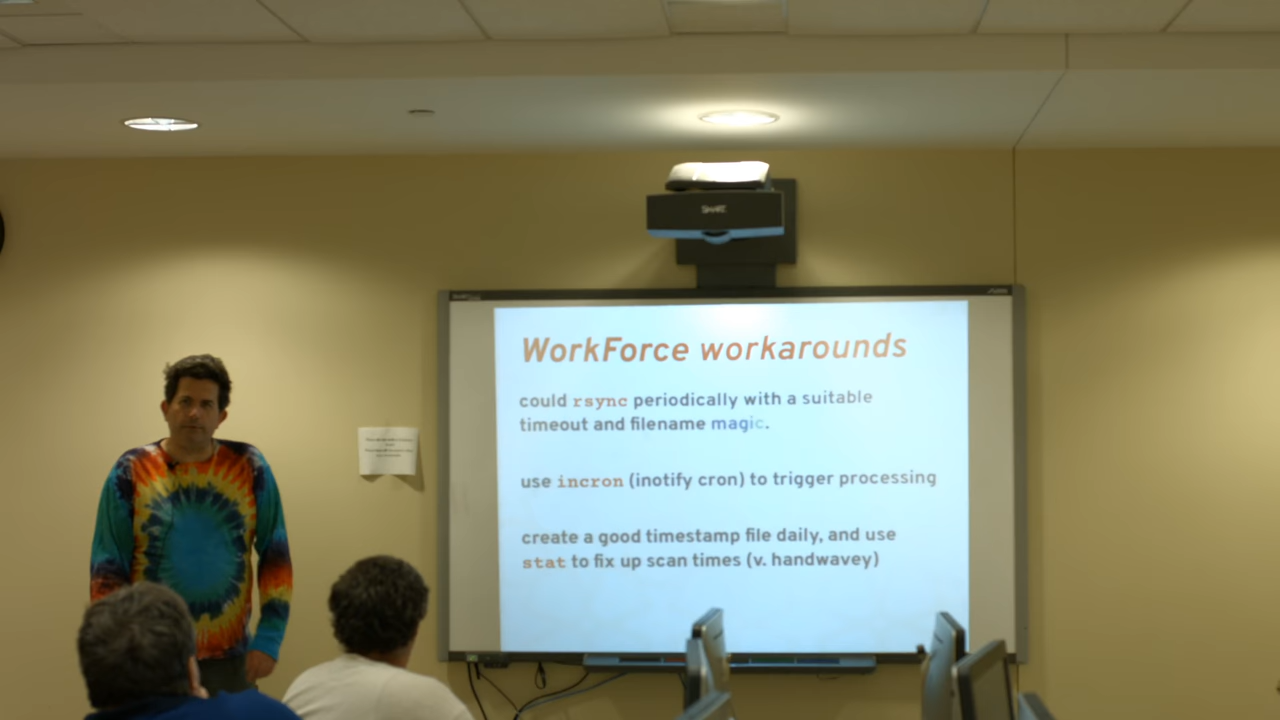 SMART
WorkForce workarounds
could rsync periodically with a suitable
timeout and filename magic.
use incron (inotify cron) to trigger processing
create a good timestamp file daily, and use
stat to fix up scan times (v. handwavey)